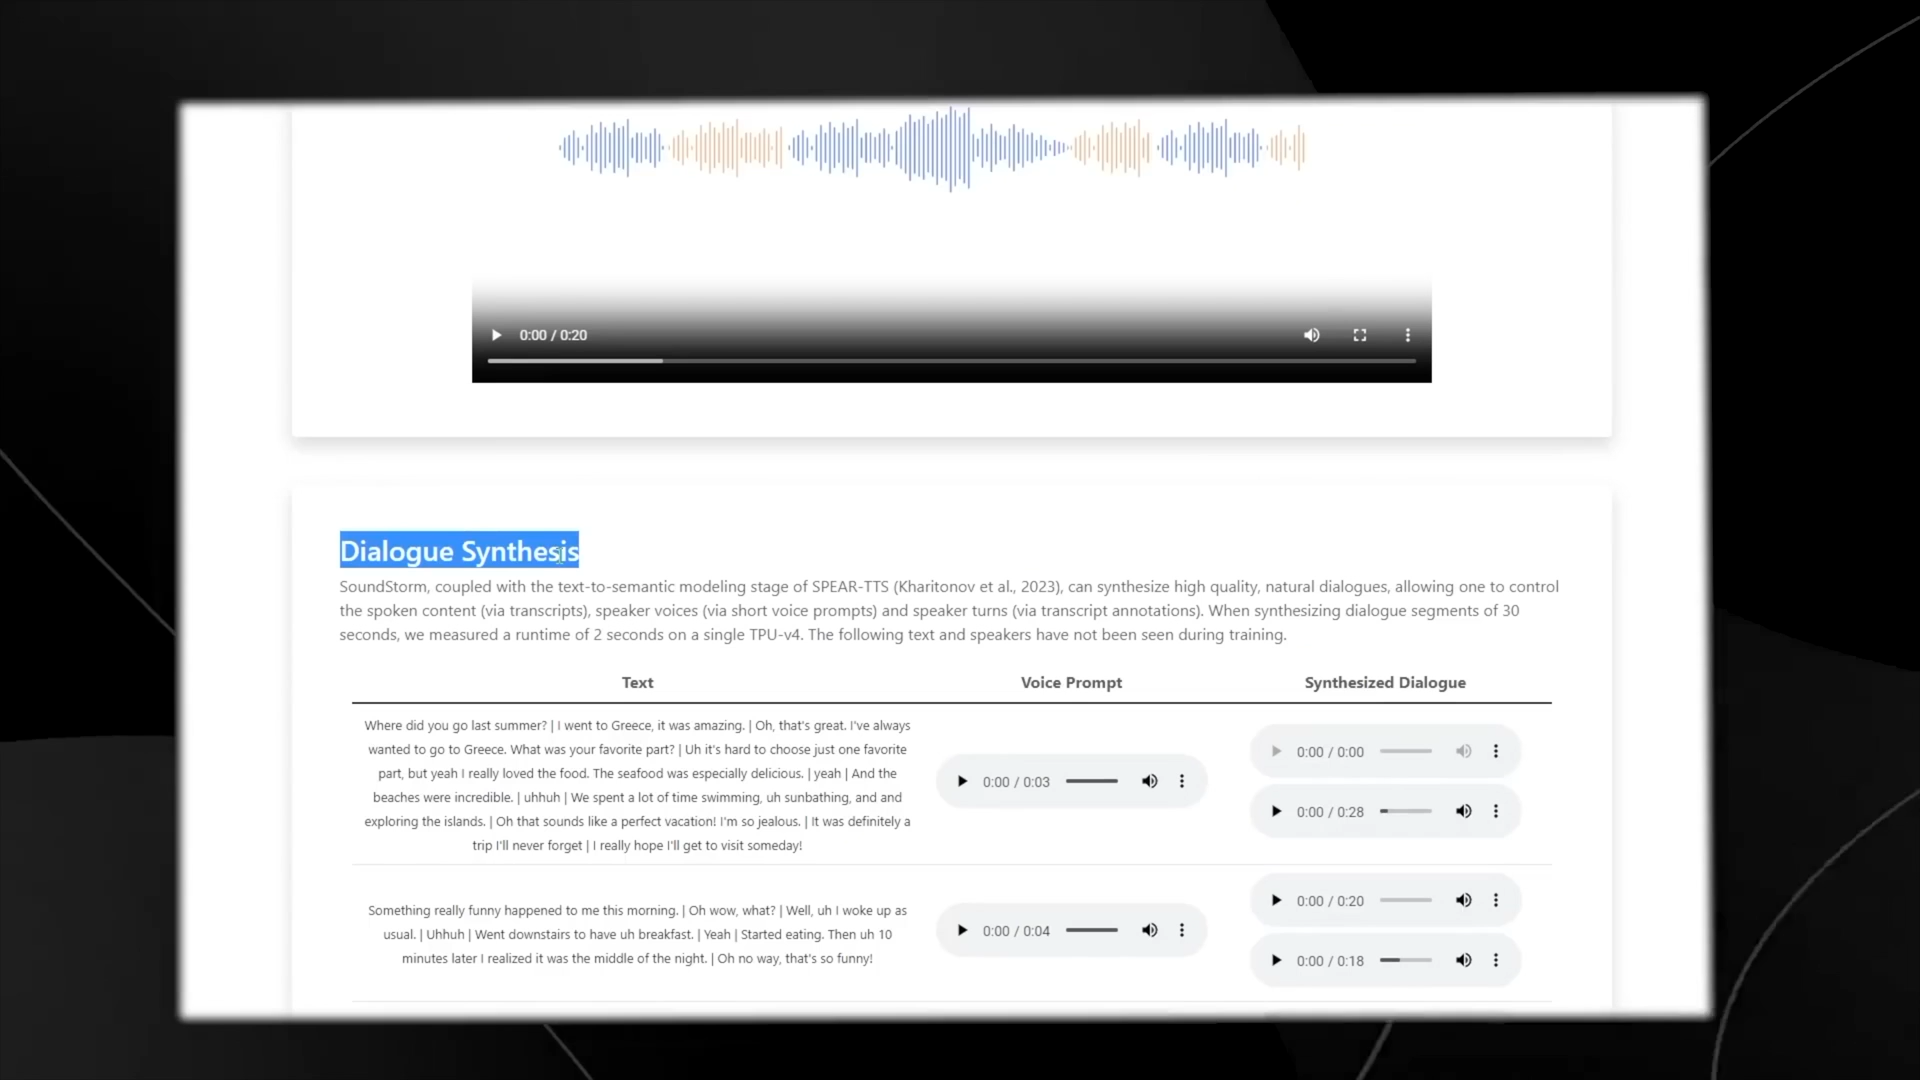 0:00 / 0:20
Dialogue Synthesis
SoundStorm, coupled with the text-to-semantic modeling stage of SPEAR-TTS (Kharitonov et al., 2023), can synthesize high quality, natural dialogues, allowing one to control
the spoken content (via transcripts), speaker voices (via short voice prompts) and speaker turns (via transcript annotations). When synthesizing dialogue segments of 30
seconds, we measured a runtime of 2 seconds on a single TPU-v4. The following text and speakers have not been seen during training.
Text Voice Prompt Synthesized Dialogue
Where did you go last summer? | I went to Greece, it was amazing. | Oh, that's great. I've always
wanted to go to Greece. What was your favorite part? | Uh it's hard to choose just one favorite
part, but yeah I really loved the food. The seafood was especially delicious. | yeah | And the
beaches were incredible. | uhhuh | We spent a lot of time swimming, uh sunbathing, and and
exploring the islands. | Oh that sounds like a perfect vacation! I'm so jealous. | It was definitely a
trip I'll never forget | I really hope I'll get to visit someday!
0:00 / 0:03
0:00 / 0:00
0:00 / 0:28
Something really funny happened to me this morning. | Oh wow, what? | Well, uh I woke up as
usual. | Uhhuh | Went downstairs to have uh breakfast. | Yeah | Started eating. Then uh 10
minutes later I realized it was the middle of the night. | Oh no way, that's so funny!
0:00 / 0:04
0:00 / 0:20
0:00 / 0:18